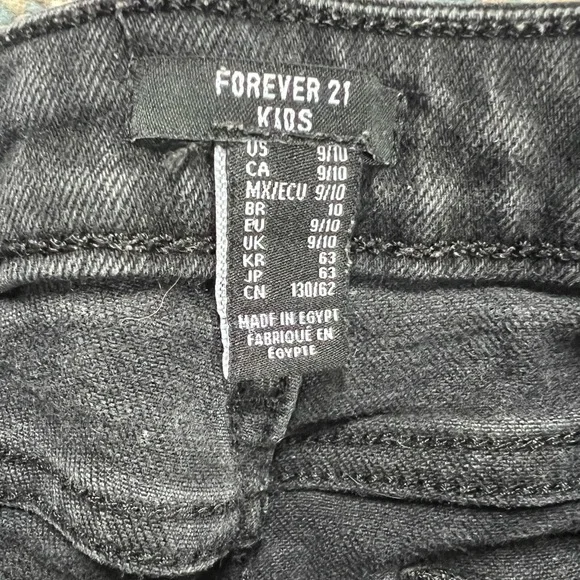 FOREVER 21
KIDS
US 9/10
CA 9/10
MX/ECU 9/10
BR 10
EU 9/10
UK 9/10
KR 63
JP 63
CN 130/62
MADE IN EGYPT
FABRIQUE EN
EGYPTE